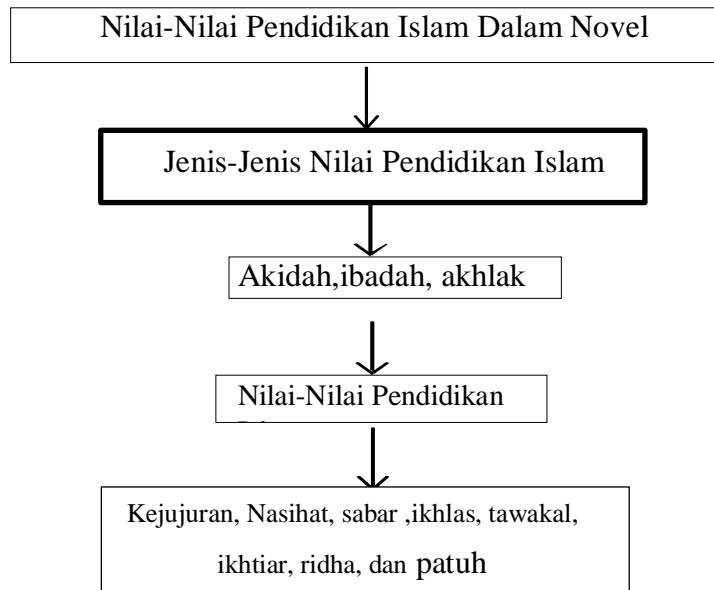 Nilai-Nilai Pendidikan Islam Dalam Novel
Jenis-Jenis Nilai Pendidikan Islam
Akidah,ibadah, akhlak
Nilai-Nilai Pendidikan
Kejujuran, Nasihat, sabar ,ikhlas, tawakal,
ikhtiar, ridha, dan patuh